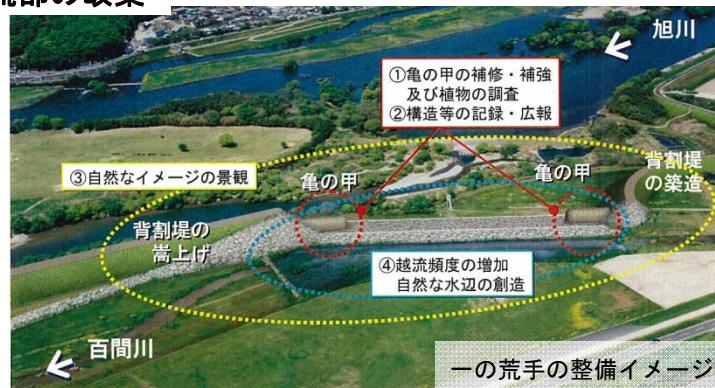 部の改築
旭川
①亀の甲の補修・補強
及び植物の調査
②構造等の記録・広報
③自然なイメージの景観
亀の甲
亀の甲
背割堤
の築造
背割堤の
嵩上げ
④越流頻度の増加
自然な水辺の創造
百間川
一の荒手の整備イメージ